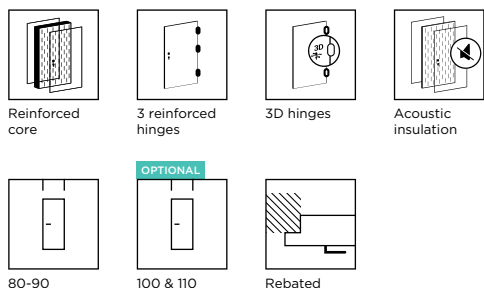 3D
Reinforced
core
3 reinforced
hinges
3D hinges
Acoustic
insulation
OPTIONAL
80-90
100 & 110
Rebated